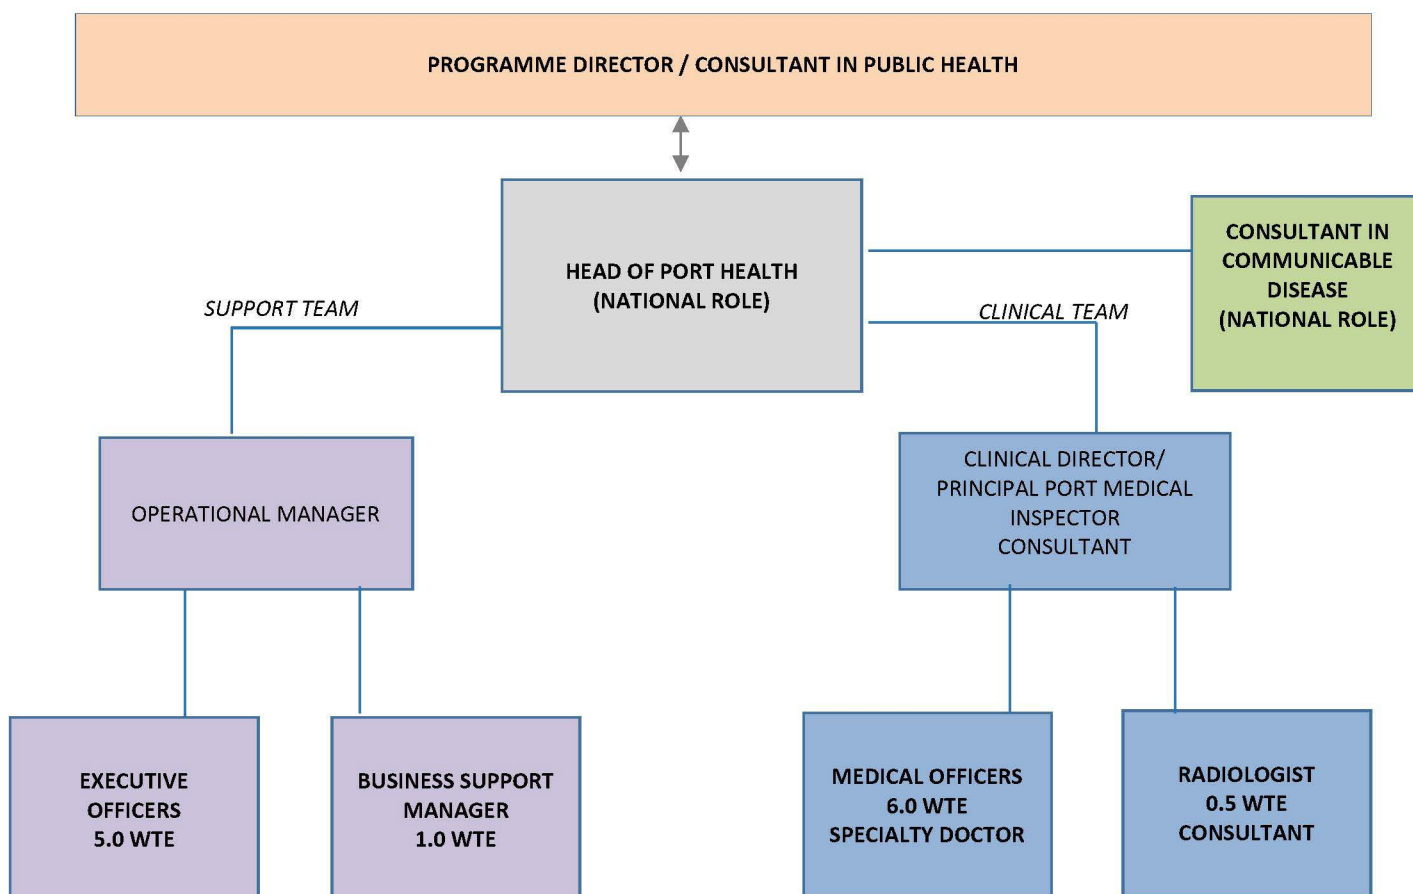 PROGRAMME DIRECTOR / CONSULTANT IN PUBLIC HEALTH
HEAD OF PORT HEALTH
(NATIONAL ROLE)
CONSULTANT IN
COMMUNICABLE
DISEASE
(NATIONAL ROLE)
SUPPORT TEAM
CLINICAL TEAM
OPERATIONAL MANAGER
CLINICAL DIRECTOR/
PRINCIPAL PORT MEDICAL
INSPECTOR
CONSULTANT
EXECUTIVE
OFFICERS
5.0 WTE
BUSINESS SUPPORT
MANAGER
1.0 WTE
MEDICAL OFFICERS
6.0 WTE
SPECIALTY DOCTOR
RADIOLOGIST
0.5 WTE
CONSULTANT